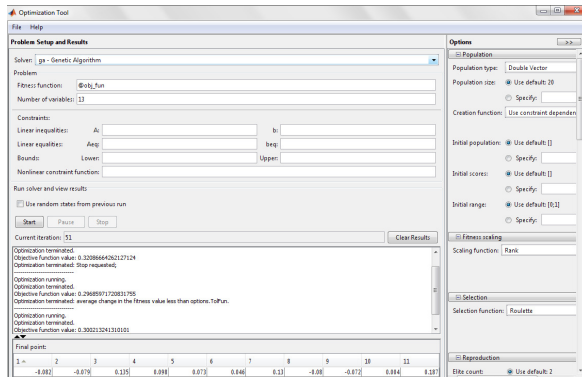 Optimization Tool
File Help
Problem Setup and Results
Solver: ga - Genetic Algorithm
Problem
Fitness function: @obj_fun
Number of variables: 13
Constraints:
Linear inequalities: A: b:
Linear equalities: Aeq: beq:
Bounds: Lower: Upper:
Nonlinear constraint function:
Run solver and view results
Use random states from previous run
Start Pause Stop
Current iteration: 51 Clear Results
Optimization terminated.
Objective function value: 0.32086664262127124
Optimization terminated: Stop requested;
Optimization running.
Optimization terminated.
Objective function value: 0.29685971720831755
Optimization terminated: average change in the fitness value less than options.TolFun.
Optimization running.
Optimization terminated.
Objective function value: 0.300213241310101
Final point:
1 2 3 4 5 6 7 8 9 10 11
-0.082 -0.079 0.135 0.098 0.073 0.046 0.13 -0.08 -0.072 0.004 0.187
Options >>
Population
Population type: Double Vector
Population size: Use default: 20
Specify:
Creation function: Use constraint dependen
Initial population: Use default: []
Specify:
Initial scores: Use default: []
Specify:
Initial range: Use default: [0;1]
Specify:
Fitness scaling
Scaling function: Rank
Selection
Selection function: Roulette
Reproduction
Elite count: Use default: 2